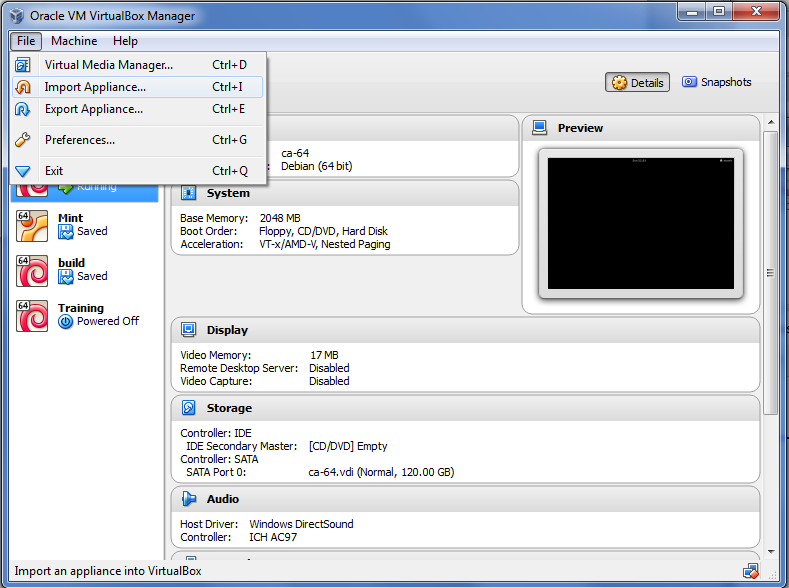 Oracle VM VirtualBox Manager
File Machine Help
Virtual Media Manager... Ctrl+D
Import Appliance... Ctrl+I
Export Appliance... Ctrl+E
Preferences... Ctrl+G
Exit Ctrl+Q
Details Snapshots
Running
64
Mint
Saved
64
build
Saved
64
Training
Powered Off
ca-64
: Debian (64 bit)
System
Base Memory: 2048 MB
Boot Order: Floppy, CD/DVD, Hard Disk
Acceleration: VT-x/AMD-V, Nested Paging
Preview
Display
Video Memory: 17 MB
Remote Desktop Server: Disabled
Video Capture: Disabled
Storage
Controller: IDE
IDE Secondary Master: [CD/DVD] Empty
Controller: SATA
SATA Port 0: ca-64.vdi (Normal, 120.00 GB)
Audio
Host Driver: Windows DirectSound
Controller: ICH AC97
Import an appliance into VirtualBox